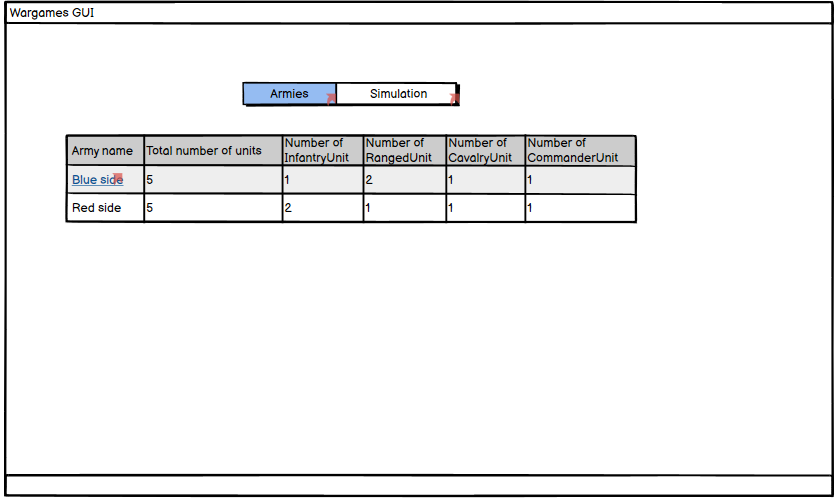 Wargames GUI
Armies Simulation
Army name Total number of units Number of InfantryUnit Number of RangedUnit Number of CavalryUnit Number of CommanderUnit
Blue side 5 1 2 1 1
Red side 5 2 1 1 1